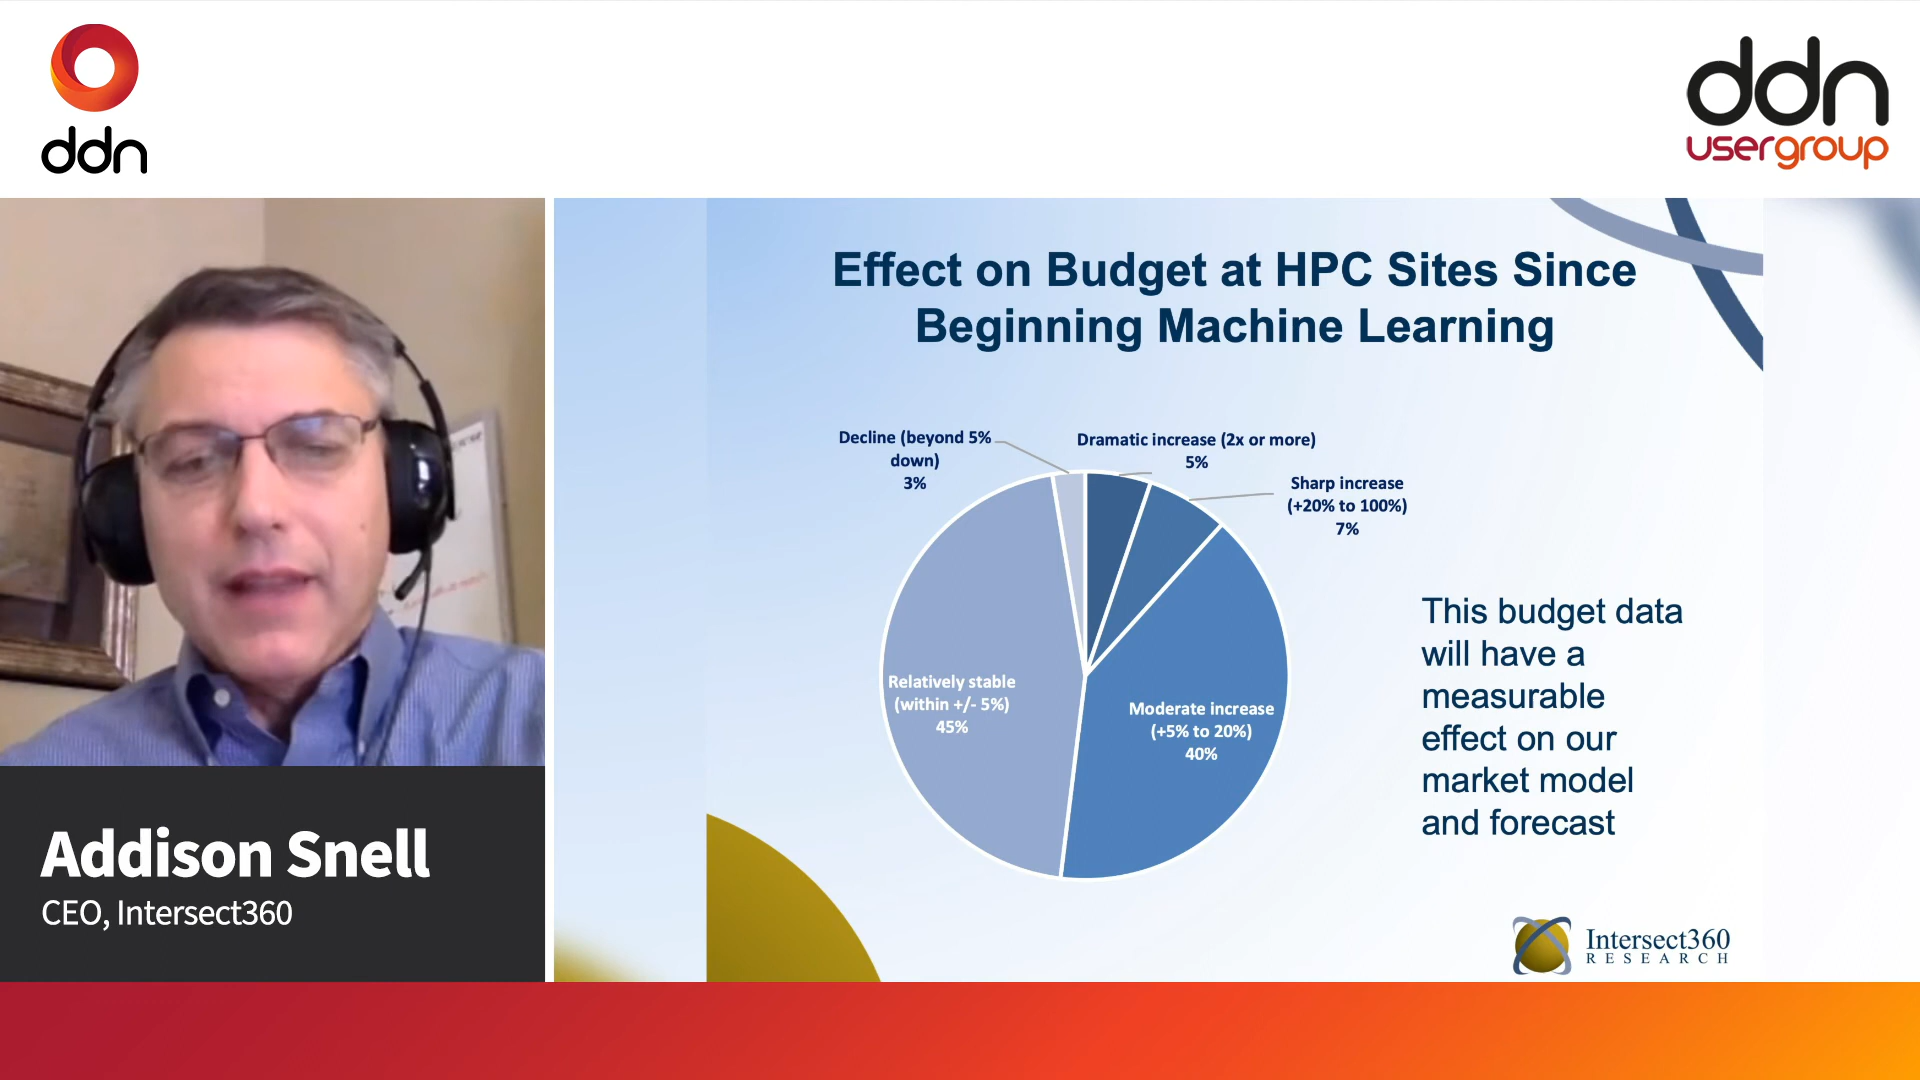 ddn
ddn
usergroup
Effect on Budget at HPC Sites Since
Beginning Machine Learning
Decline (beyond 5%
down)
3%
Dramatic increase (2x or more)
5%
Sharp increase
(+20% to 100%)
7%
Relatively stable
(within +/- 5%)
45%
Moderate increase
(+5% to 20%)
40%
This budget data
will have a
measurable
effect on our
market model
and forecast
Intersect360
RESEARCH
Addison Snell
CEO, Intersect360